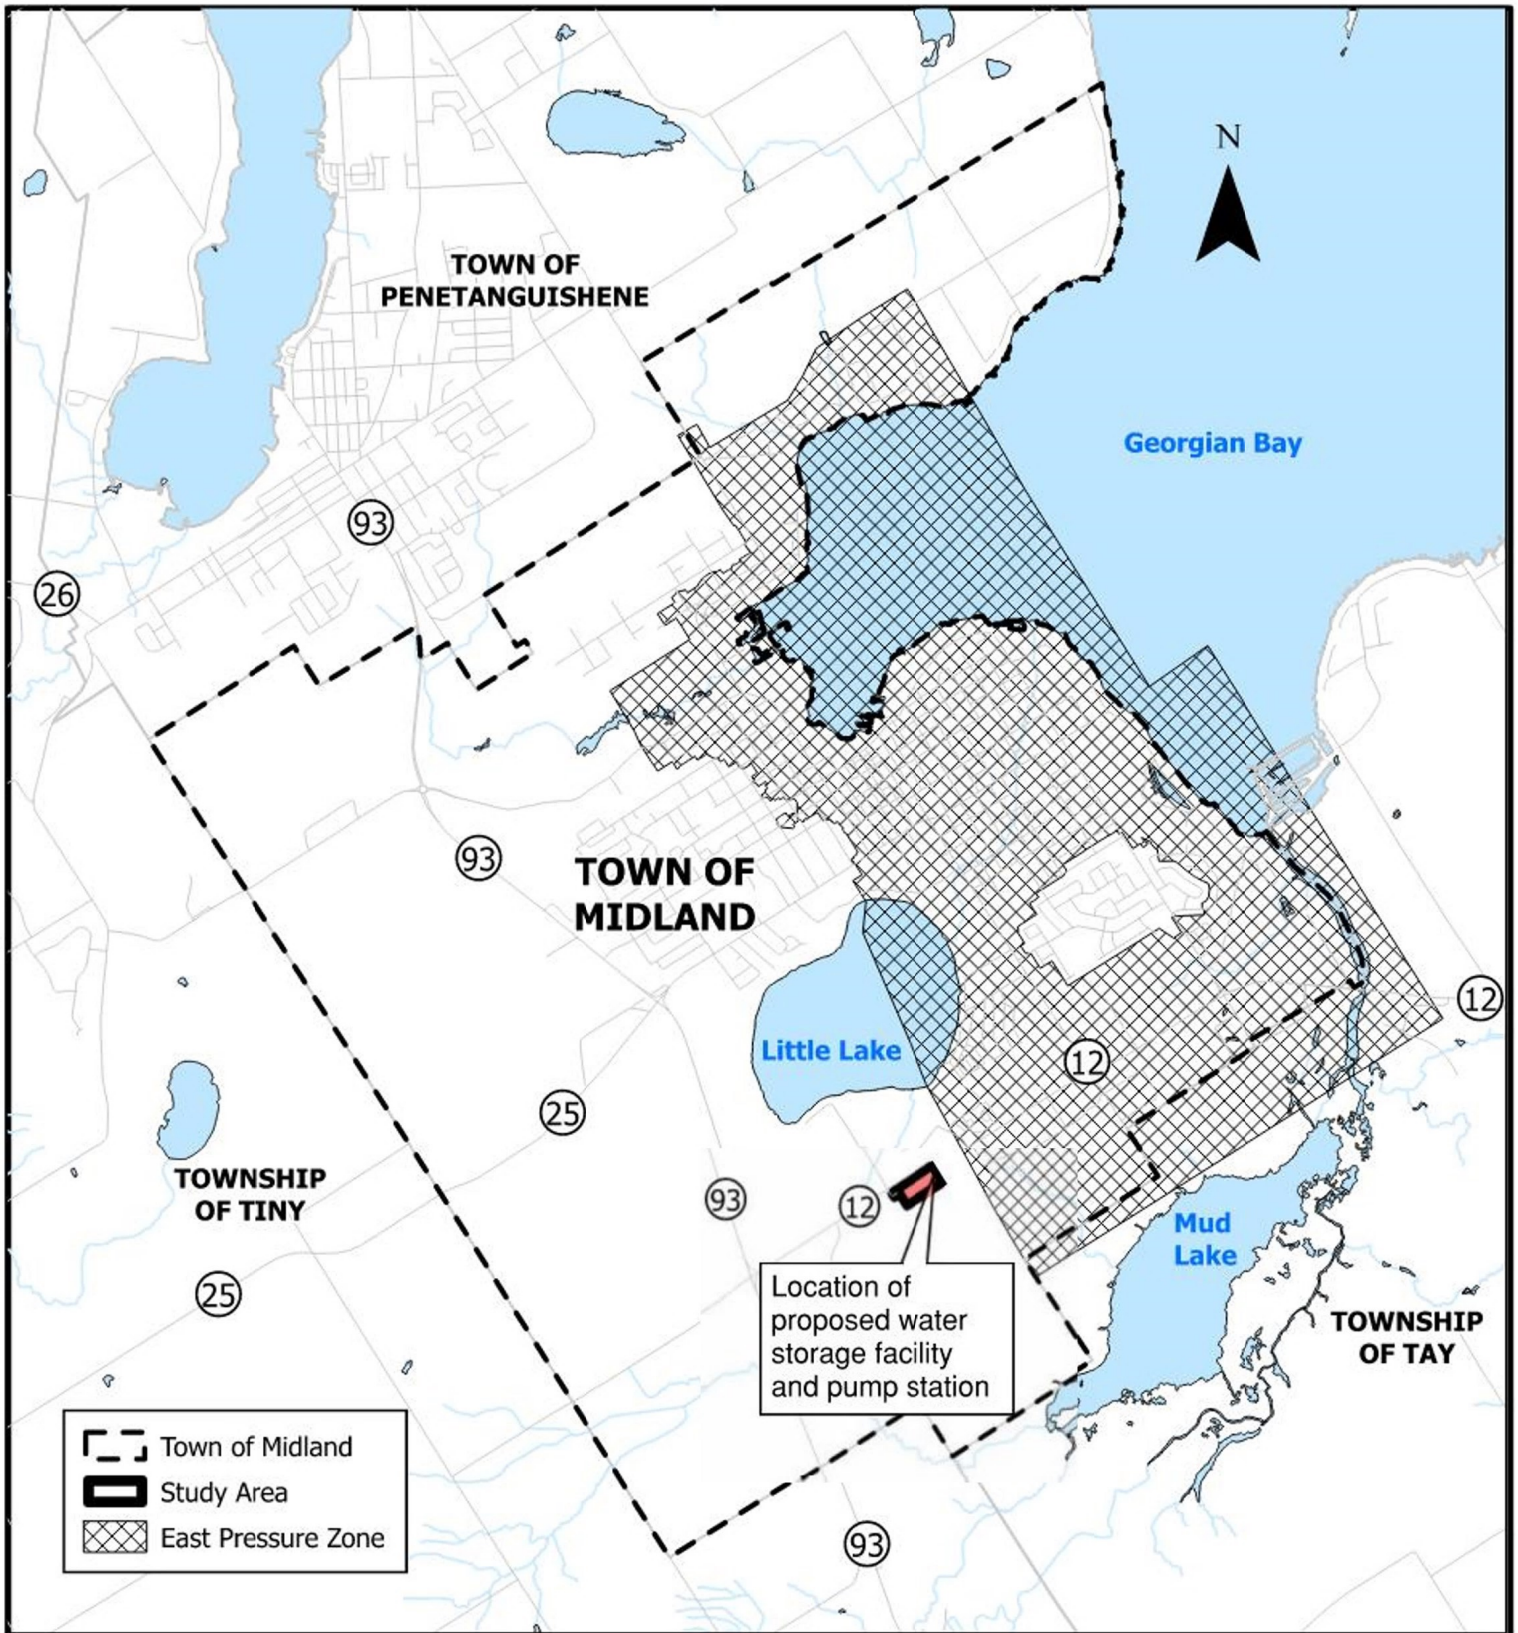 N
TOWN OF
PENETANGUISHENE
Georgian Bay
93
26
93
TOWN OF
MIDLAND
12
Little Lake
12
25
TOWNSHIP
OF TINY
93
12
Mud
Lake
25
Location of
proposed water
storage facility
and pump station
TOWNSHIP
OF TAY
Town of Midland
Study Area
East Pressure Zone
93